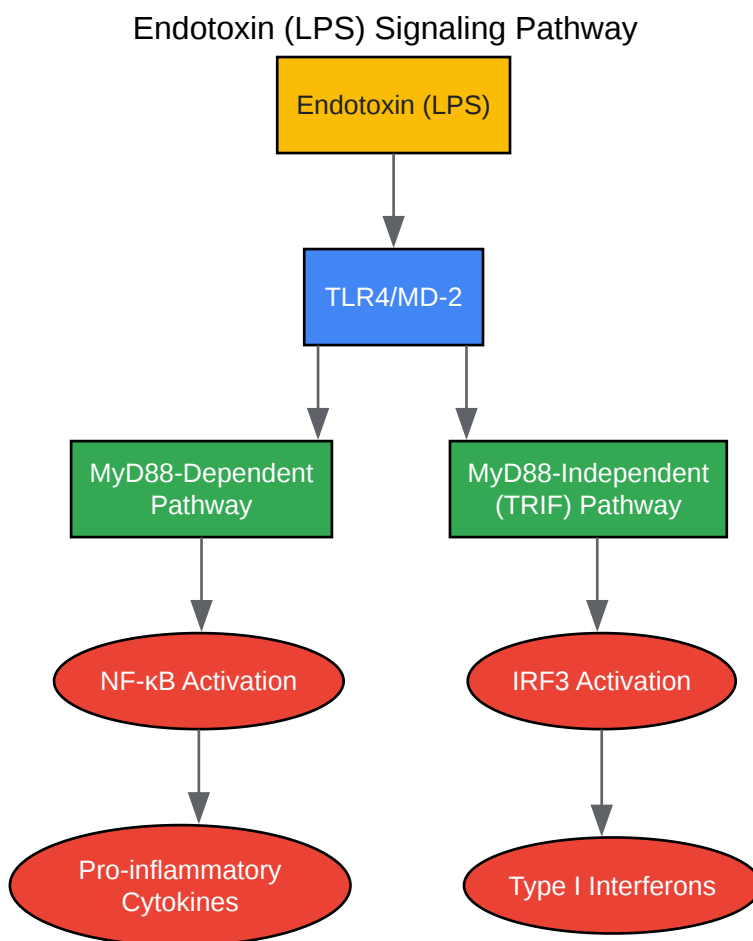 Endotoxin (LPS) Signaling Pathway
Endotoxin (LPS)
TLR4/MD-2
MyD88-Dependent
Pathway
MyD88-Independent
(TRIF) Pathway
NF-κB Activation
IRF3 Activation
Pro-inflammatory
Cytokines
Type I Interferons